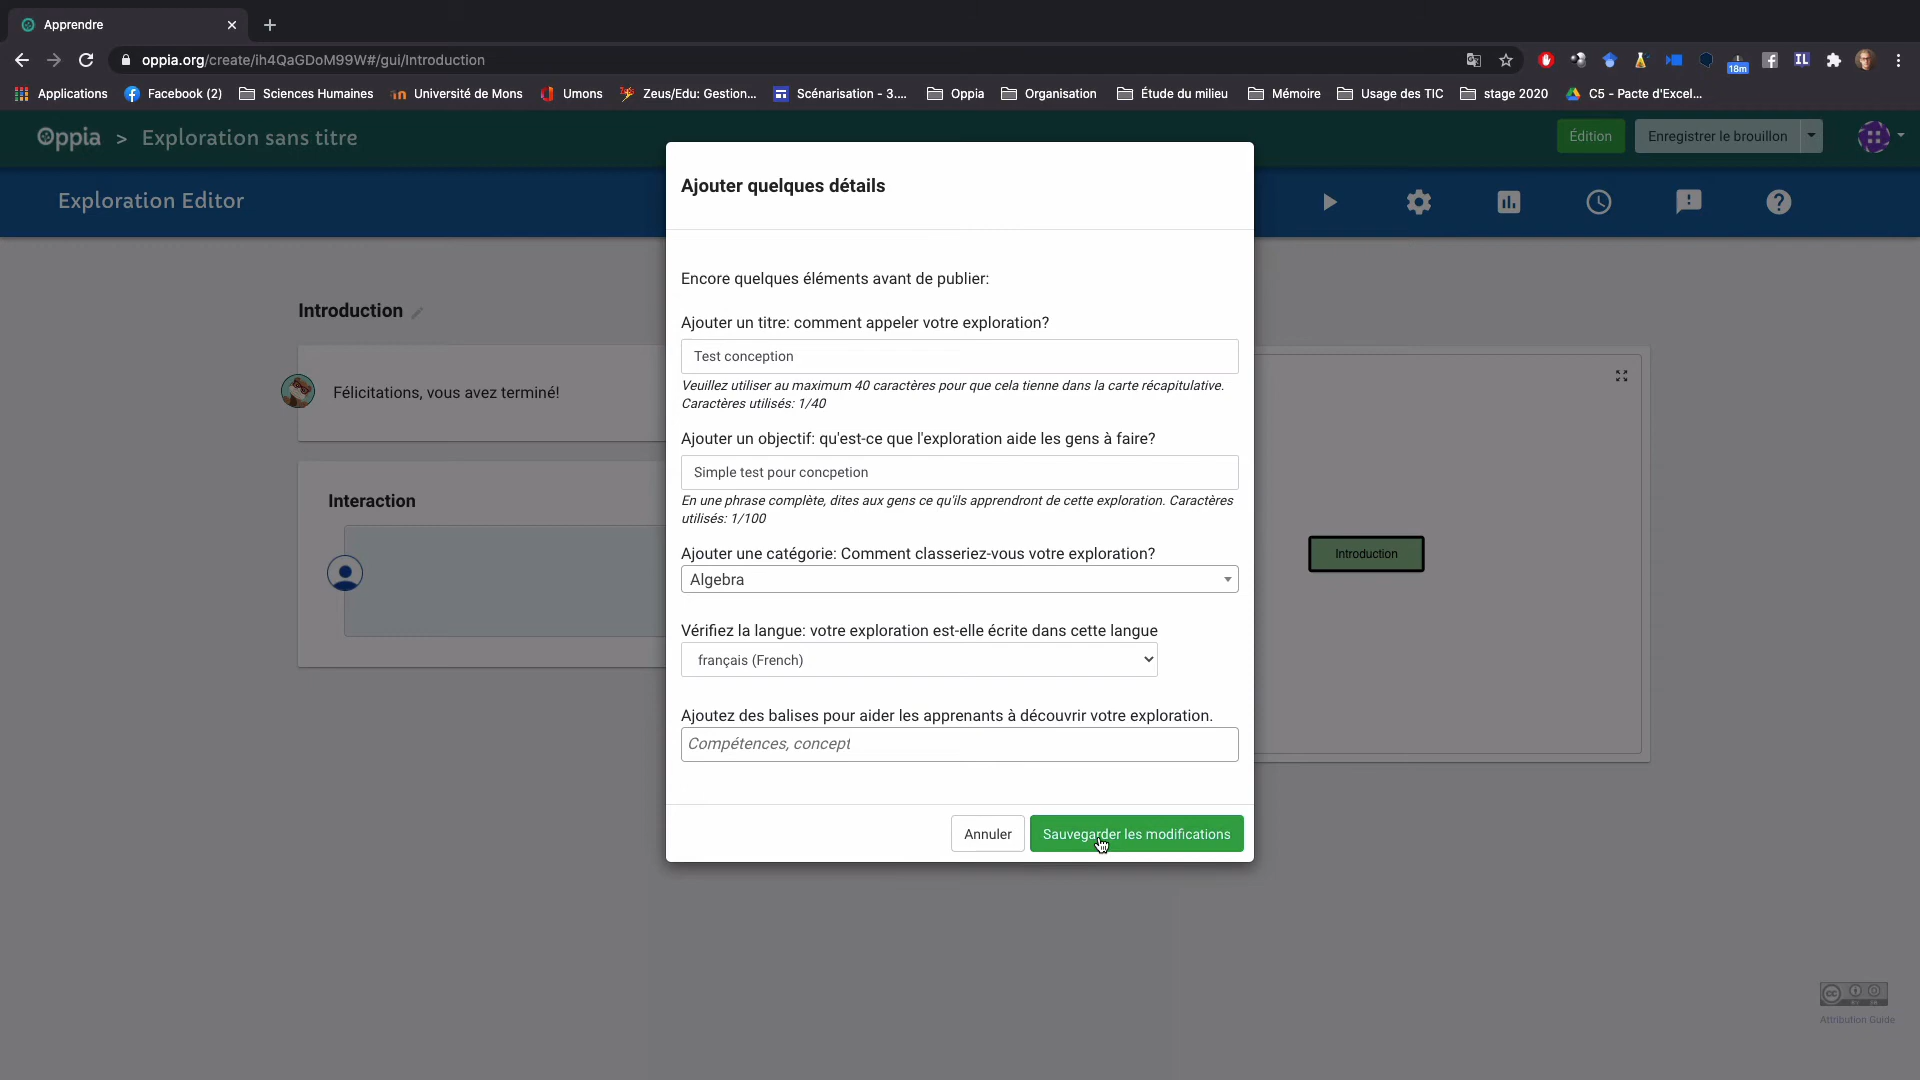 Apprendre
oppia.org/create/ih4QaGDoM99W#/gui/Introduction
18m
IL
Applications
Facebook (2)
Sciences Humaines
Université de Mons
Umons
Zeus/Edu: Gestion...
Scénarisation - 3....
Oppia
Organisation
Étude du milieu
Mémoire
Usage des TIC
stage 2020
C5 - Pacte d'Excel...
Oppia > Exploration sans titre
Édition
Enregistrer le brouillon
Exploration Editor
Introduction
Félicitations, vous avez terminé!
Interaction
Ajouter quelques détails
Encore quelques éléments avant de publier:
Ajouter un titre: comment appeler votre exploration?
Test conception
Veuillez utiliser au maximum 40 caractères pour que cela tienne dans la carte récapitulative.
Caractères utilisés: 1/40
Ajouter un objectif: qu'est-ce que l'exploration aide les gens à faire?
Simple test pour concpetion
En une phrase complète, dites aux gens ce qu'ils apprendront de cette exploration. Caractères
utilisés: 1/100
Ajouter une catégorie: Comment classeriez-vous votre exploration?
Algebra
Vérifiez la langue: votre exploration est-elle écrite dans cette langue
français (French)
Ajoutez des balises pour aider les apprenants à découvrir votre exploration.
Compétences, concept
Annuler
Sauvegarder les modifications
Introduction
Attribution Guide